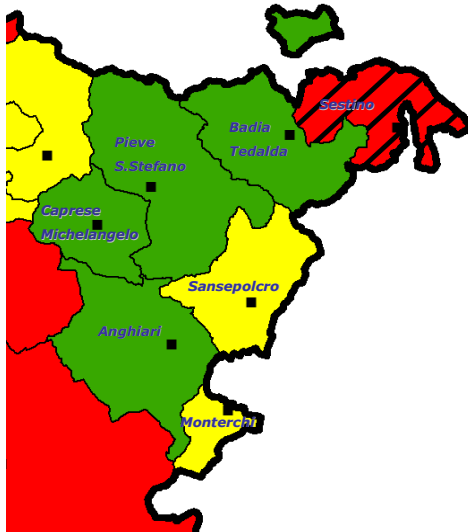 Sestino
Badia
Tedalda
Pieve
S.Stefano
Caprese
Michelangelo
Sansepolcro
Anghiari
Monterchi